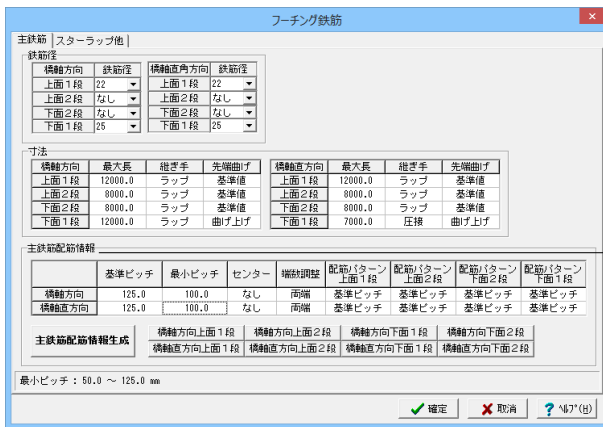 フーチング鉄筋
主鉄筋 スターラップ他
鉄筋径
橋軸方向 鉄筋径 橋軸直角方向 鉄筋径
上面1段 22 上面1段 22
上面2段 なし 上面2段 なし
下面2段 なし 下面2段 なし
下面1段 25 下面1段 25
寸法
橋軸方向 最大長 継ぎ手 先端曲げ 橋軸直方向 最大長 継ぎ手 先端曲げ
上面1段 12000.0 ラップ 基準値 上面1段 12000.0 ラップ 基準値
上面2段 8000.0 ラップ 基準値 上面2段 8000.0 ラップ 基準値
下面2段 8000.0 ラップ 基準値 下面2段 8000.0 ラップ 基準値
下面1段 12000.0 ラップ 曲げ上げ 下面1段 7000.0 圧接 曲げ上げ
主鉄筋配筋情報
基準ピッチ 最小ピッチ センター 端数調整 配筋パターン上面1段 配筋パターン上面2段 配筋パターン下面2段 配筋パターン下面1段
橋軸方向 125.0 100.0 なし 両端 基準ピッチ 基準ピッチ 基準ピッチ 基準ピッチ
橋軸直方向 125.0 100.0 なし 両端 基準ピッチ 基準ピッチ 基準ピッチ 基準ピッチ
主鉄筋配筋情報生成
橋軸方向上面1段 橋軸方向上面2段 橋軸方向下面1段 橋軸方向下面2段
橋軸直方向上面1段 橋軸直方向上面2段 橋軸直方向下面1段 橋軸直方向下面2段
最小ピッチ : 50.0 ～ 125.0 mm
確定 取消 ? ﾍﾙﾌﾟ(H)